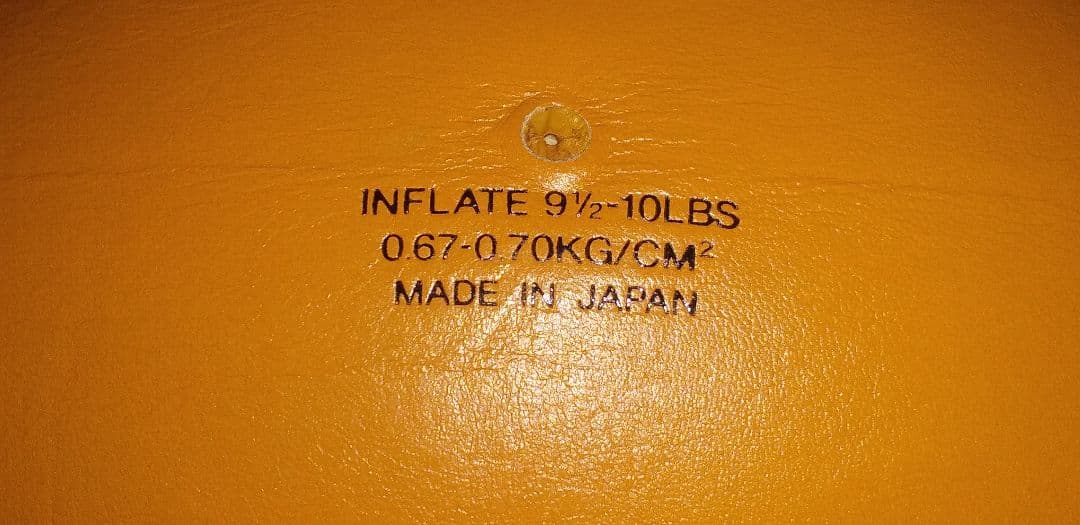 INFLATE 9½-10LBS
0.67-0.70KG/CM²
MADE IN JAPAN